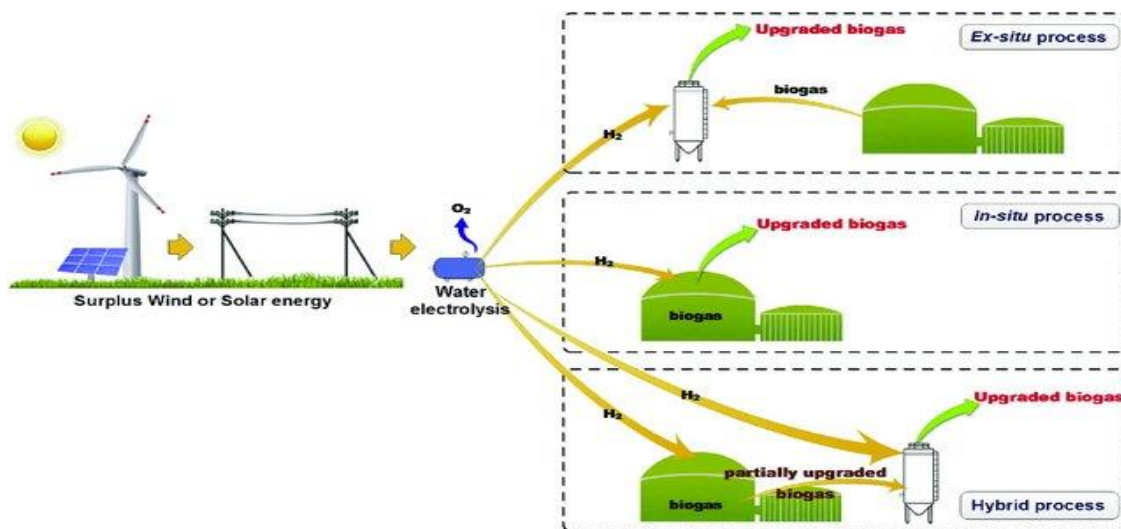 Upgraded biogas
Ex-situ process
biogas
H2
O2
Surplus Wind or Solar energy
Water
electrolysis
Upgraded biogas
In-situ process
H2
biogas
H2
H2
Upgraded biogas
partially upgraded
biogas
biogas
Hybrid process